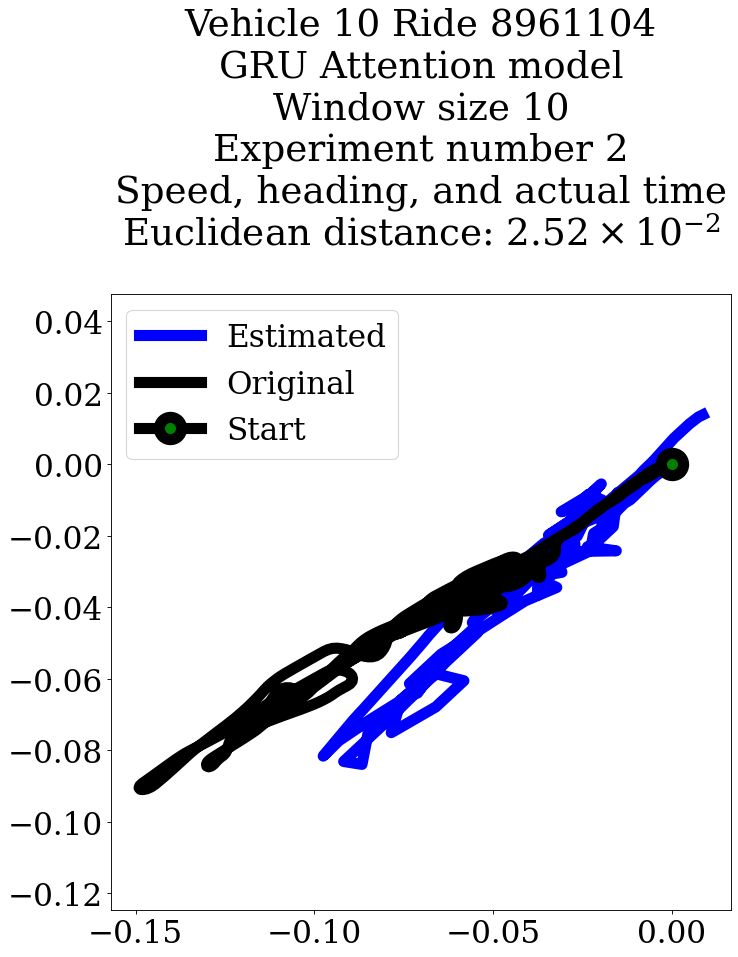 Vehicle 10 Ride 8961104
GRU Attention model
Window size 10
Experiment number 2
Speed, heading, and actual time
Euclidean distance: 2.52 × 10⁻²
Estimated
Original
Start
0.04
0.02
0.00
−0.02
−0.04
−0.06
−0.08
−0.10
−0.12
−0.15
−0.10
−0.05
0.00